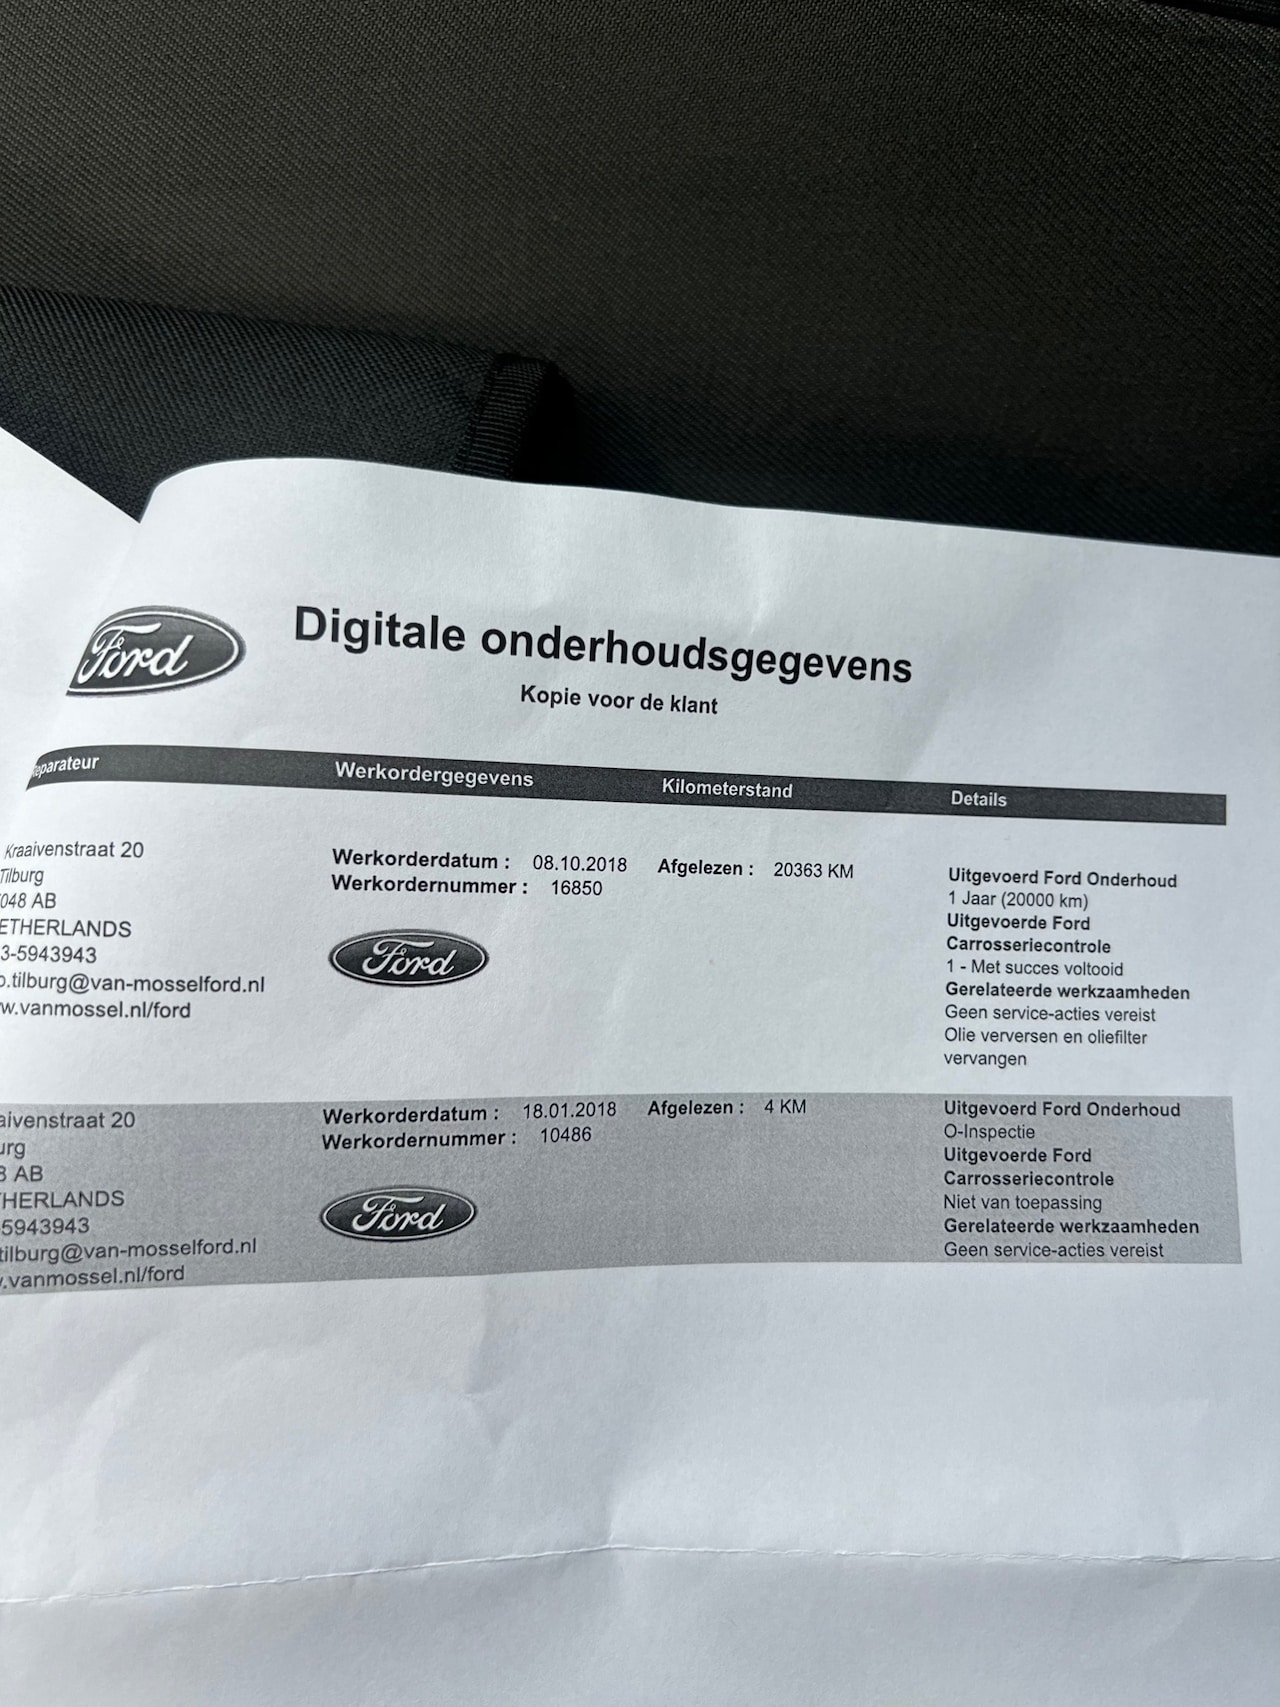 Ford
Digitale onderhoudsgegevens
Kopie voor de klant
eparateur Werkordergegevens Kilometerstand Details
Kraaivenstraat 20
Tilburg
048 AB
ETHERLANDS
3-5943943
o.tilburg@van-mosselford.nl
w.vanmossel.nl/ford
Werkorderdatum : 08.10.2018
Werkordernummer : 16850
Ford
Afgelezen : 20363 KM
Uitgevoerd Ford Onderhoud
1 Jaar (20000 km)
Uitgevoerde Ford
Carrosseriecontrole
1 - Met succes voltooid
Gerelateerde werkzaamheden
Geen service-acties vereist
Olie verversen en oliefilter
vervangen
aivenstraat 20
urg
8 AB
THERLANDS
5943943
tilburg@van-mosselford.nl
.vanmossel.nl/ford
Werkorderdatum : 18.01.2018
Werkordernummer : 10486
Ford
Afgelezen : 4 KM
Uitgevoerd Ford Onderhoud
O-Inspectie
Uitgevoerde Ford
Carrosseriecontrole
Niet van toepassing
Gerelateerde werkzaamheden
Geen service-acties vereist